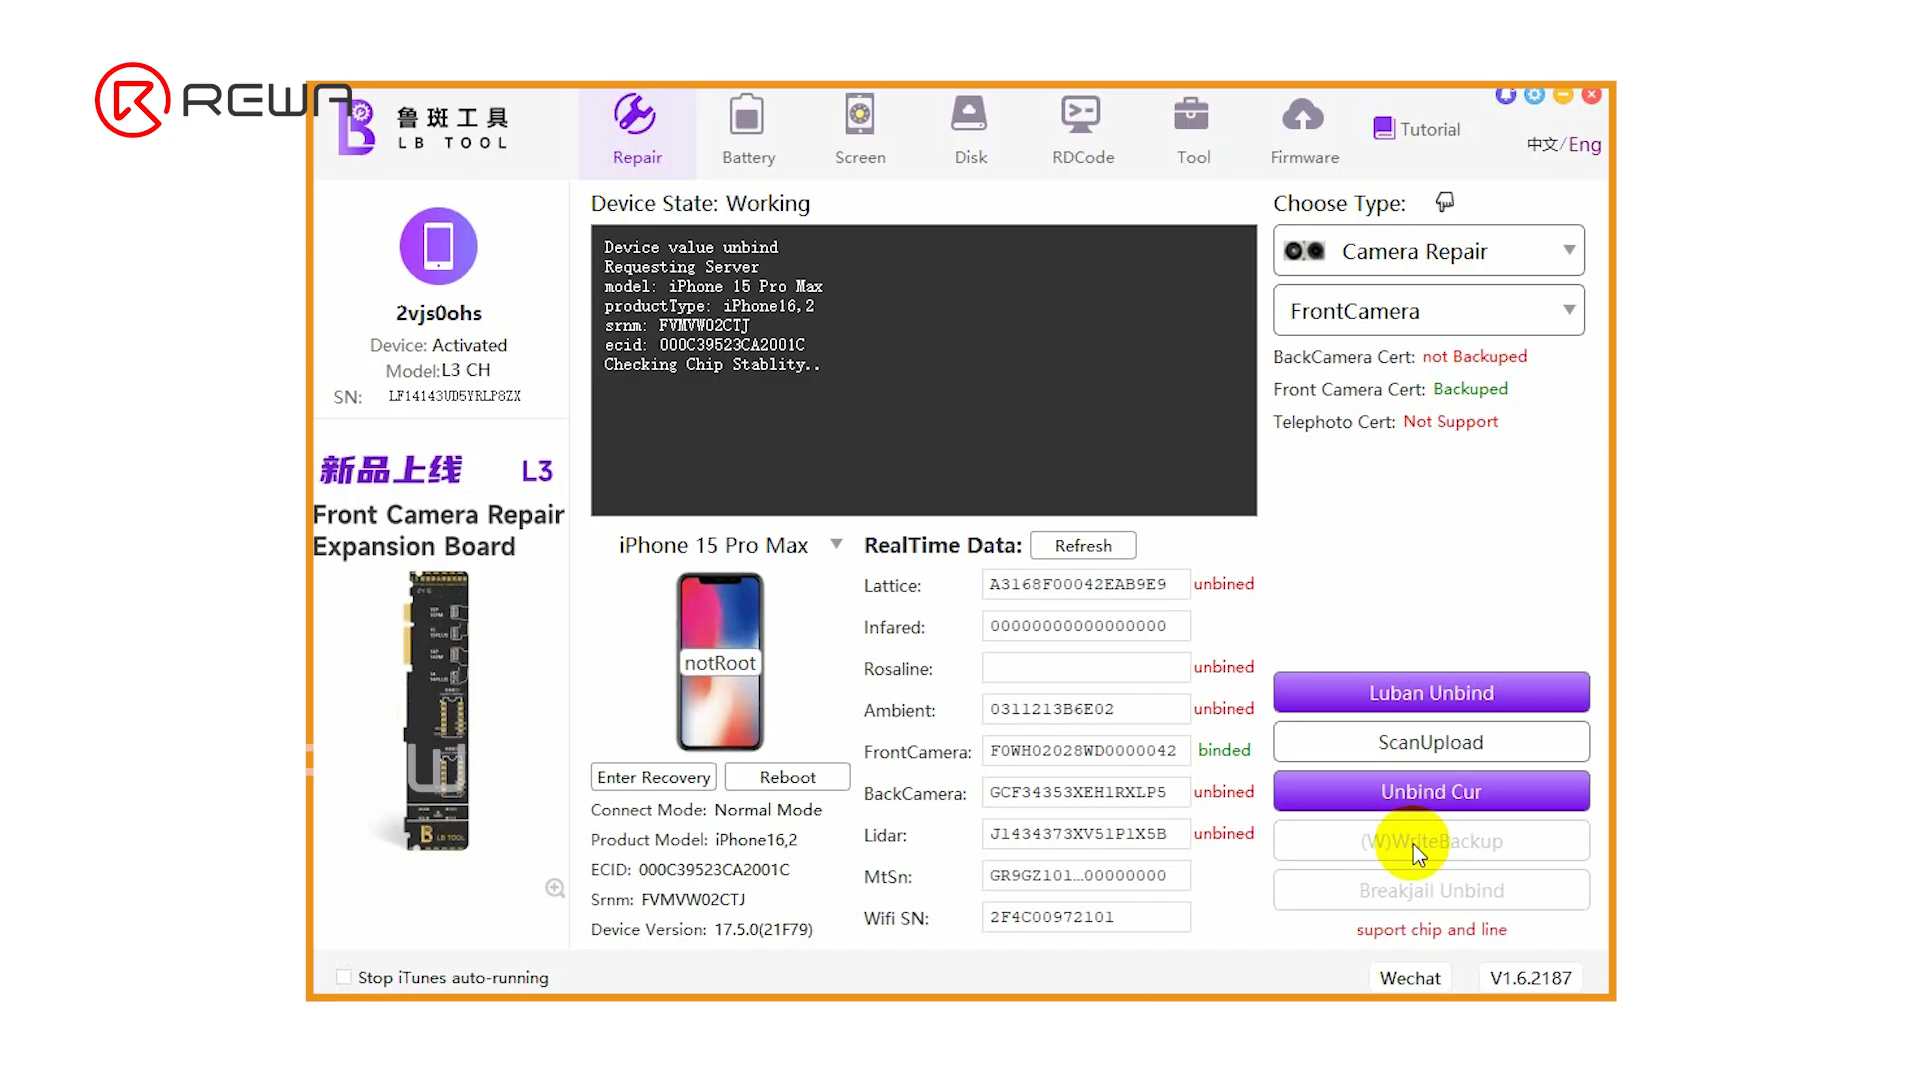 REWA
鲁斑工具
LB TOOL
Repair
Battery
Screen
Disk
RDCode
Tool
Firmware
Tutorial
中文/Eng
2vjs0ohs
Device: Activated
Model:L3 CH
SN: LF14143UD5YRLP8ZX
新品上线 L3
Front Camera Repair
Expansion Board
LB TOOL
Device State: Working
Device value unbind
Requesting Server
model: iPhone 15 Pro Max
productType: iPhone16,2
srnm: FVMVW02CTJ
ecid: 000C39523CA2001C
Checking Chip Stablity..
iPhone 15 Pro Max
notRoot
Enter Recovery
Reboot
Connect Mode: Normal Mode
Product Model: iPhone16,2
ECID: 000C39523CA2001C
Srnm: FVMVW02CTJ
Device Version: 17.5.0(21F79)
RealTime Data: Refresh
Lattice: A3168F00042EAB9E9 unbined
Infared: 00000000000000000
Rosaline: unbined
Ambient: 0311213B6E02 unbined
FrontCamera: F0WH02028WD0000042 binded
BackCamera: GCF34353XEH1RXLP5 unbined
Lidar: J1434373XV51P1X5B unbined
MtSn: GR9GZ101...00000000
Wifi SN: 2F4C00972101
Choose Type:
Camera Repair
FrontCamera
BackCamera Cert: not Backuped
Front Camera Cert: Backuped
Telephoto Cert: Not Support
Luban Unbind
ScanUpload
Unbind Cur
(W)WriteBackup
Breakjail Unbind
suport chip and line
Stop iTunes auto-running
Wechat
V1.6.2187